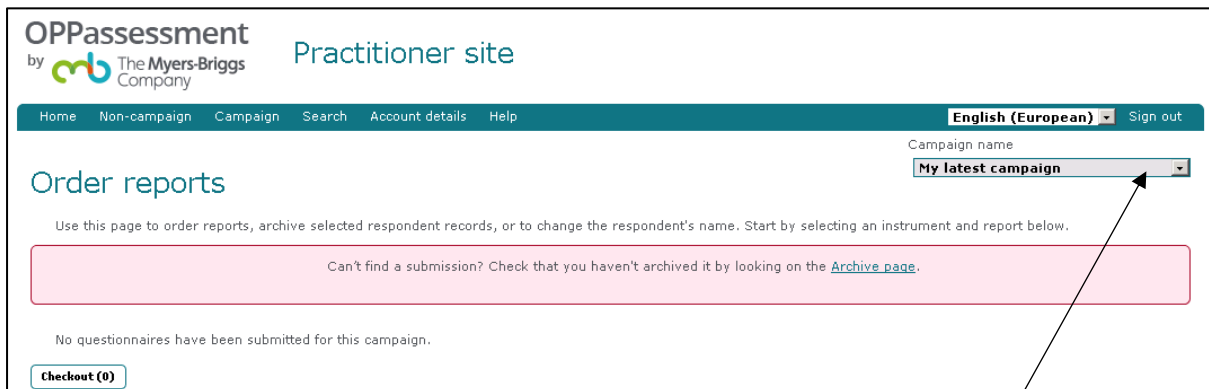 OPPassessment
by The Myers-Briggs Company
Practitioner site
Home Non-campaign Campaign Search Account details Help English (European) Sign out
Campaign name
My latest campaign
Order reports
Use this page to order reports, archive selected respondent records, or to change the respondent's name. Start by selecting an instrument and report below.
Can't find a submission? Check that you haven't archived it by looking on the Archive page.
No questionnaires have been submitted for this campaign.
Checkout (0)